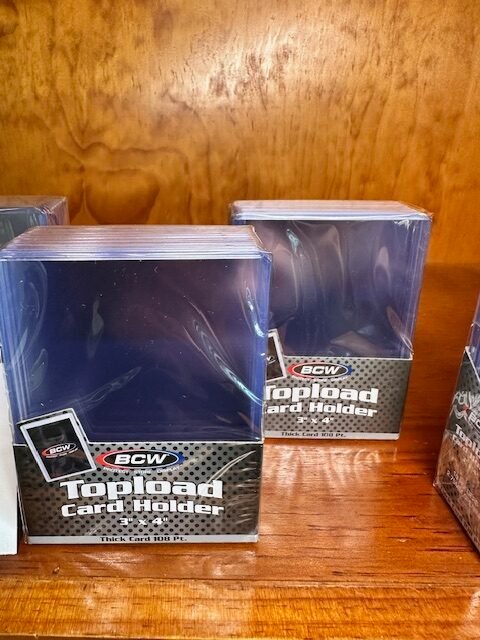 BCW
BCW
Topload
Card Holder
3" x 4"
Thick Card 108 Pt.
BCW
Topload
Card Holder
3" x 4"
Thick Card 108 Pt.